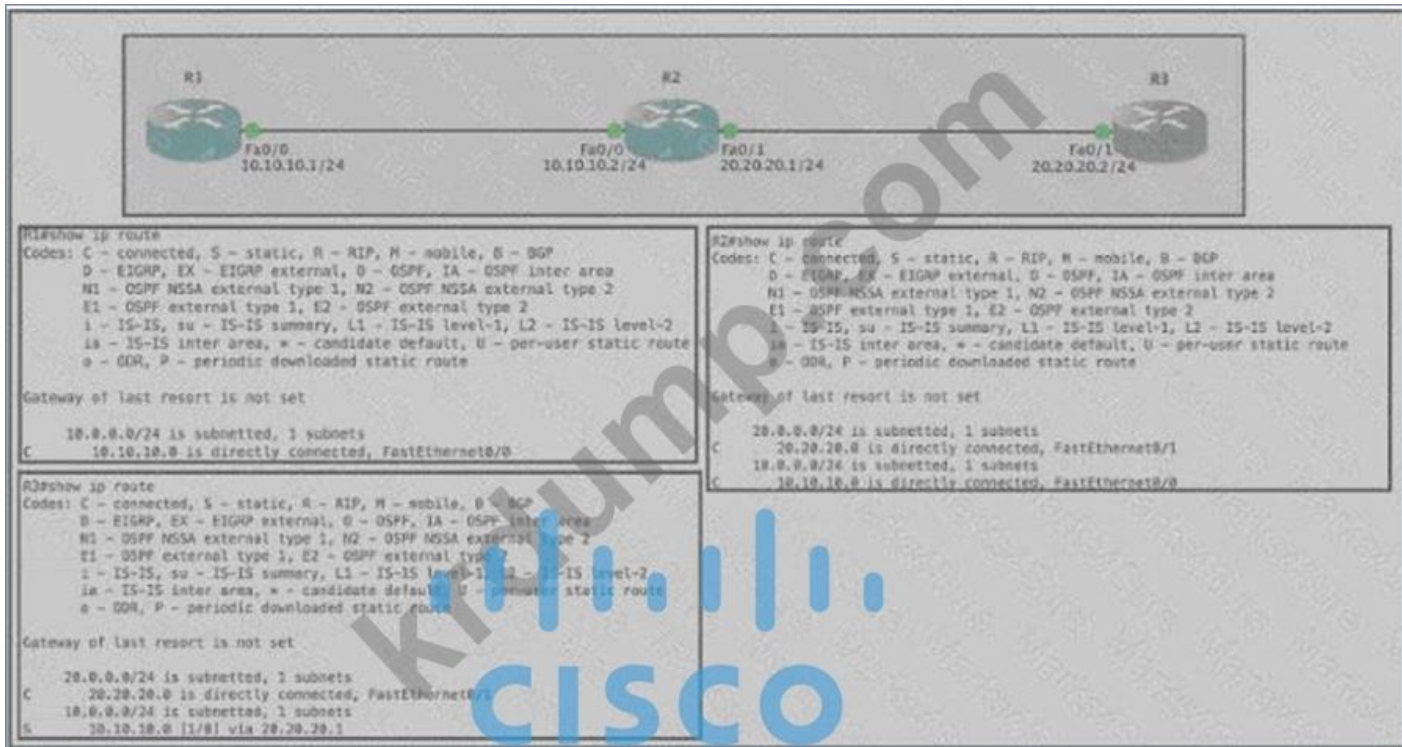 R1
R2
R3
Fa0/0
10.10.10.1/24
Fa0/0
10.10.10.2/24
Fa0/1
20.20.20.1/24
Fa0/1
20.20.20.2/24
R1#show ip route
Codes: C - connected, S - static, R - RIP, M - mobile, B - BGP
D - EIGRP, EX - EIGRP external, O - OSPF, IA - OSPF inter area
N1 - OSPF NSSA external type 1, N2 - OSPF NSSA external type 2
E1 - OSPF external type 1, E2 - OSPF external type 2
i - IS-IS, su - IS-IS summary, L1 - IS-IS level-1, L2 - IS-IS level-2
ia - IS-IS inter area, * - candidate default, U - per-user static route
o - ODR, P - periodic downloaded static route
Gateway of last resort is not set
10.0.0.0/24 is subnetted, 1 subnets
C 10.10.10.0 is directly connected, FastEthernet0/0
R2#show ip route
Codes: C - connected, S - static, R - RIP, M - mobile, B - BGP
D - EIGRP, EX - EIGRP external, O - OSPF, IA - OSPF inter area
N1 - OSPF NSSA external type 1, N2 - OSPF NSSA external type 2
E1 - OSPF external type 1, E2 - OSPF external type 2
i - IS-IS, su - IS-IS summary, L1 - IS-IS level-1, L2 - IS-IS level-2
ia - IS-IS inter area, * - candidate default, U - per-user static route
o - ODR, P - periodic downloaded static route
Gateway of last resort is not set
20.0.0.0/24 is subnetted, 1 subnets
C 20.20.20.0 is directly connected, FastEthernet0/1
10.0.0.0/24 is subnetted, 1 subnets
C 10.10.10.0 is directly connected, FastEthernet0/0
R3#show ip route
Codes: C - connected, S - static, R - RIP, M - mobile, B - BGP
D - EIGRP, EX - EIGRP external, O - OSPF, IA - OSPF inter area
N1 - OSPF NSSA external type 1, N2 - OSPF NSSA external type 2
E1 - OSPF external type 1, E2 - OSPF external type 2
i - IS-IS, su - IS-IS summary, L1 - IS-IS level-1, L2 - IS-IS level-2
ia - IS-IS inter area, * - candidate default, U - per-user static route
o - ODR, P - periodic downloaded static route
Gateway of last resort is not set
20.0.0.0/24 is subnetted, 1 subnets
C 20.20.20.0 is directly connected, FastEthernet0/1
10.0.0.0/24 is subnetted, 1 subnets
S 10.10.10.0 [1/0] via 20.20.20.1
krdump.com
CISCO